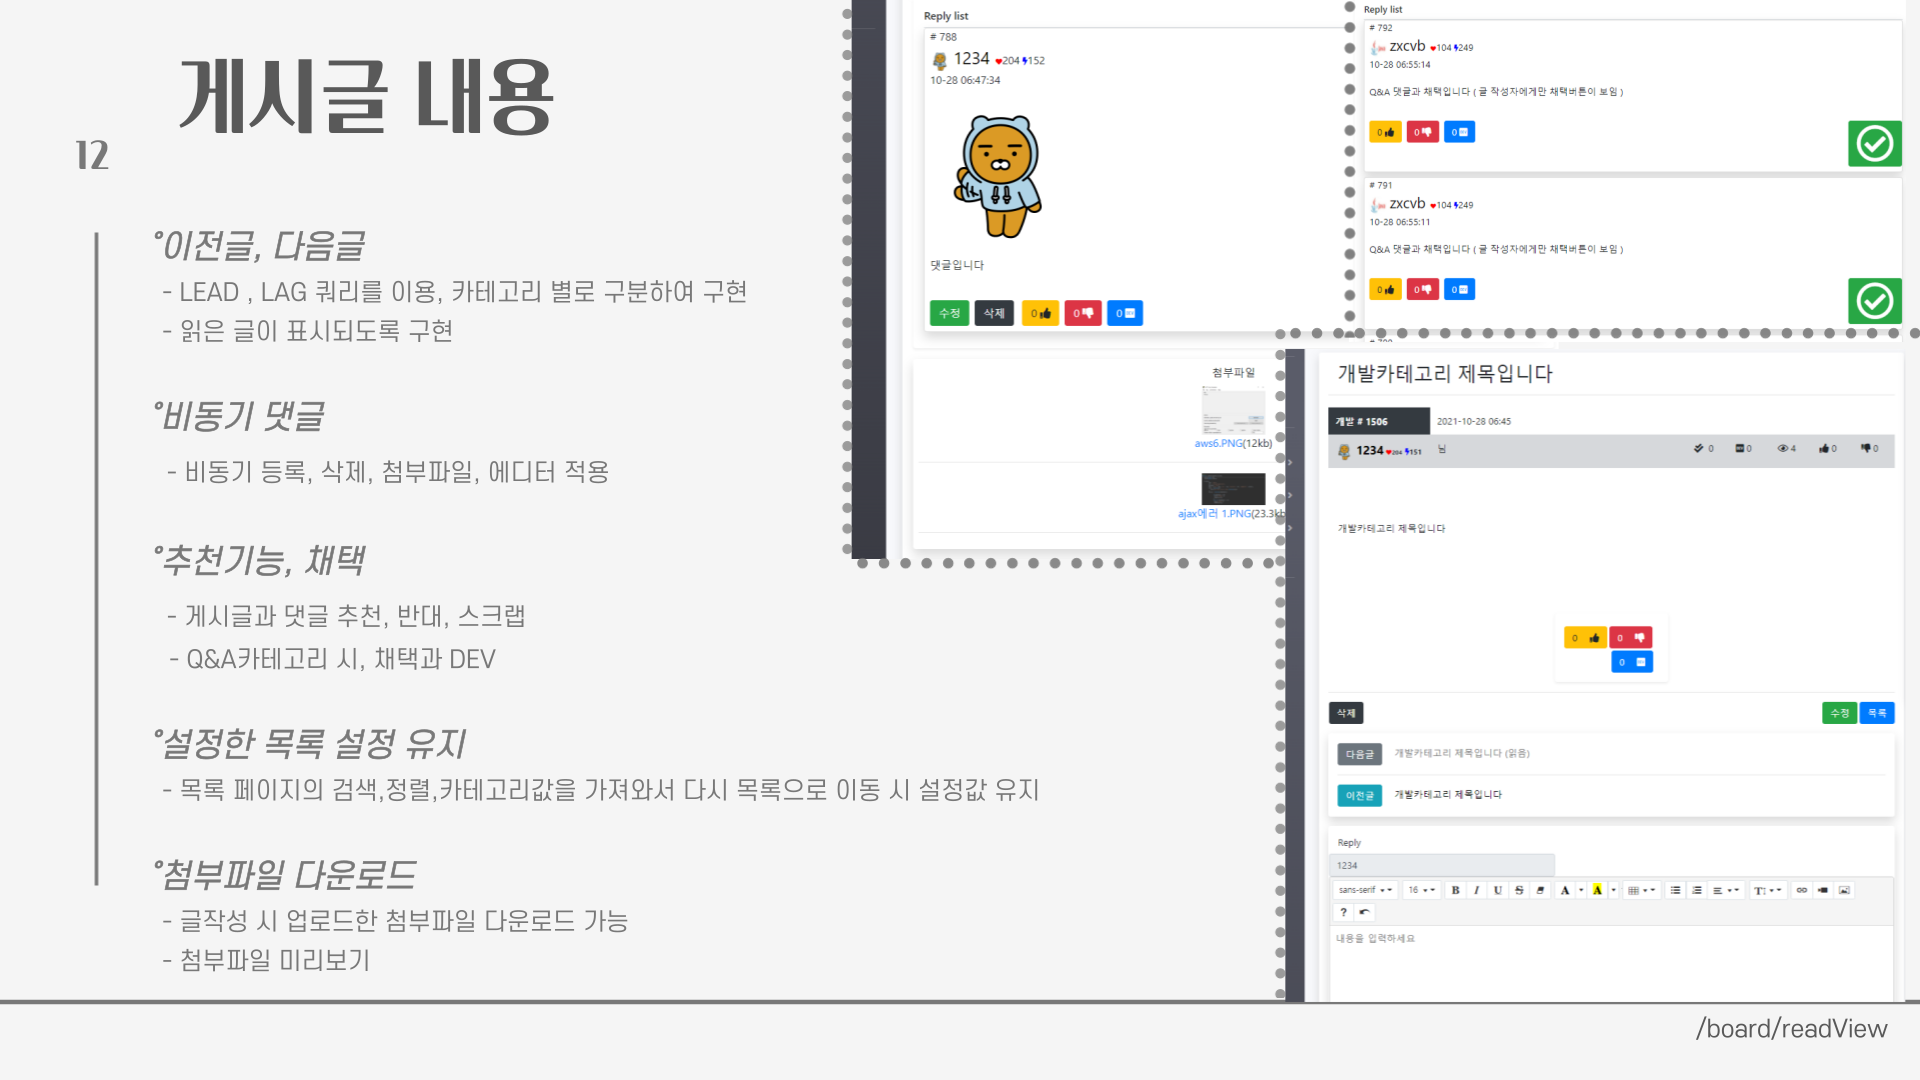 게시글 내용
12
°이전글, 다음글
- LEAD , LAG 쿼리를 이용, 카테고리 별로 구분하여 구현
- 읽은 글이 표시되도록 구현
°비동기 댓글
- 비동기 등록, 삭제, 첨부파일, 에디터 적용
°추천기능, 채택
- 게시글과 댓글 추천, 반대, 스크랩
- Q&A카테고리 시, 채택과 DEV
°설정한 목록 설정 유지
- 목록 페이지의 검색,정렬,카테고리값을 가져와서 다시 목록으로 이동 시 설정값 유지
°첨부파일 다운로드
- 글작성 시 업로드한 첨부파일 다운로드 가능
- 첨부파일 미리보기
Reply list
# 788
1234 204 152
10-28 06:47:34
댓글입니다
수정 삭제 0 0 0
첨부파일
aws6.PNG(12kb)
ajax에러 1.PNG(23.3kb
Reply list
# 792
zxcvb 104 249
10-28 06:55:14
Q&A 댓글과 채택입니다 ( 글 작성자에게만 채택버튼이 보임 )
0 0 0
# 791
zxcvb 104 249
10-28 06:55:11
Q&A 댓글과 채택입니다 ( 글 작성자에게만 채택버튼이 보임 )
0 0 0
개발카테고리 제목입니다
개발 # 1506 2021-10-28 06:45
1234 204 151 님 0 0 4 0 0
개발카테고리 제목입니다
0 0
0
삭제 수정 목록
다음글 개발카테고리 제목입니다 (읽음)
이전글 개발카테고리 제목입니다
Reply
1234
sans-serif 16 B I U S A A T
?
내용을 입력하세요
/board/readView